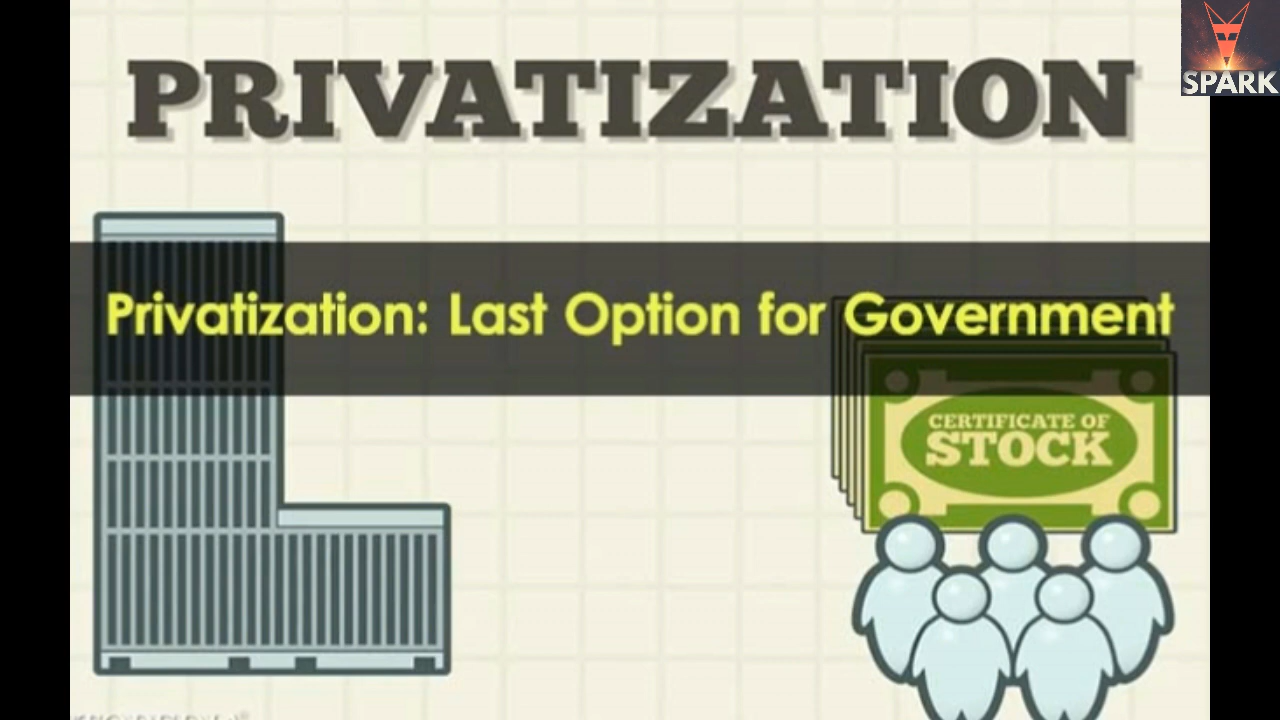 PRIVATIZATION
SPARK
Privatization: Last Option for Government
CERTIFICATE OF
STOCK